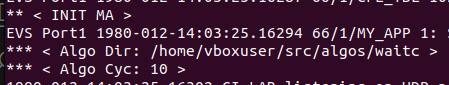 ** < INIT MA >
EVS Port1 1980-012-14:03:25.16294 66/1/MY_APP 1:
*** < Algo Dir: /home/vboxuser/src/algos/waitc >
*** < Algo Cyc: 10 >